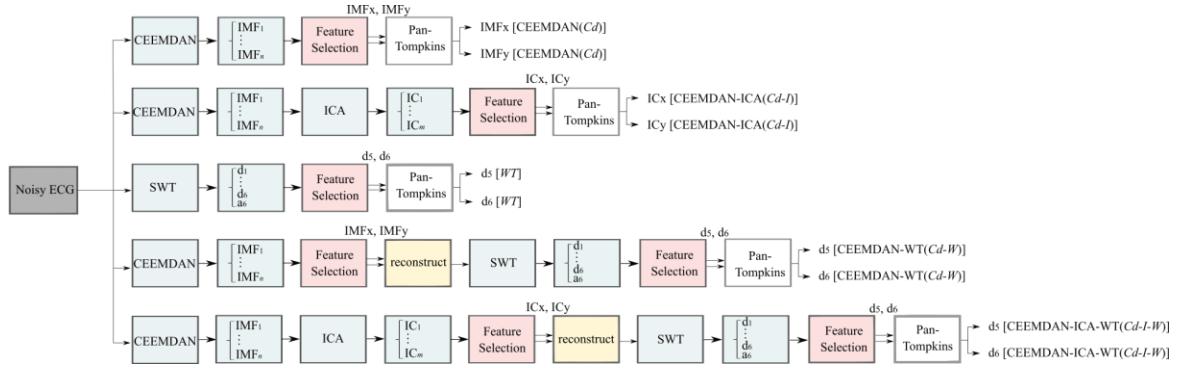 IMFx, IMFy
CEEMDAN
IMF1
⋮
IMFn
Feature
Selection
Pan-
Tompkins
IMFx [CEEMDAN(Cd)]
IMFy [CEEMDAN(Cd)]
ICx, ICy
CEEMDAN
IMF1
⋮
IMFn
ICA
IC1
⋮
ICm
Feature
Selection
Pan-
Tompkins
ICx [CEEMDAN-ICA(Cd-I)]
ICy [CEEMDAN-ICA(Cd-I)]
Noisy ECG
d5, d6
SWT
d1
⋮
d6
a6
Feature
Selection
Pan-
Tompkins
d5 [WT]
d6 [WT]
IMFx, IMFy
d5, d6
CEEMDAN
IMF1
⋮
IMFn
Feature
Selection
reconstruct
SWT
d1
⋮
d6
a6
Feature
Selection
Pan-
Tompkins
d5 [CEEMDAN-WT(Cd-W)]
d6 [CEEMDAN-WT(Cd-W)]
ICx, ICy
d5, d6
CEEMDAN
IMF1
⋮
IMFn
ICA
IC1
⋮
ICm
Feature
Selection
reconstruct
SWT
d1
⋮
d6
a6
Feature
Selection
Pan-
Tompkins
d5 [CEEMDAN-ICA-WT(Cd-I-W)]
d6 [CEEMDAN-ICA-WT(Cd-I-W)]